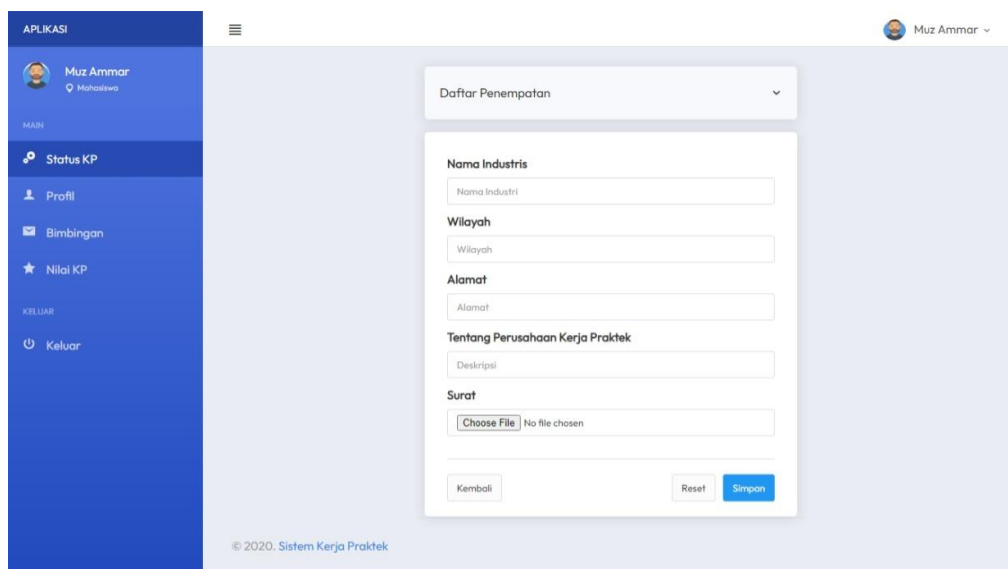 APLIKASI
Muz Ammar
Muz Ammar
Mahasiswa
MAIN
Status KP
Profil
Bimbingan
Nilai KP
KELUAR
Keluar
Daftar Penempatan
Nama Industris
Nama Industri
Wilayah
Wilayah
Alamat
Alamat
Tentang Perusahaan Kerja Praktek
Deskripsi
Surat
Choose File No file chosen
Kembali Reset Simpan
© 2020. Sistem Kerja Praktek